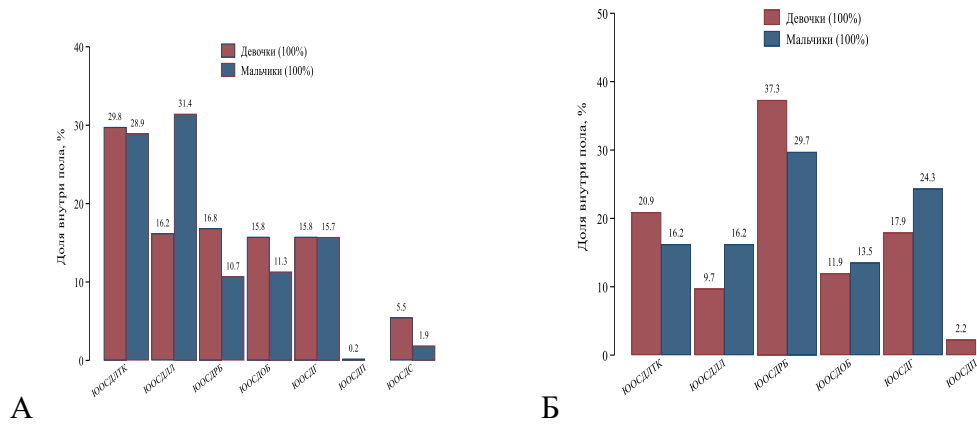 40
30
20
10
0
Доля внутри пола, %
Девочки (100%)
Мальчики (100%)
29.8
28.9
16.2
31.4
16.8
10.7
15.8
11.3
15.8
15.7
0.2
5.5
1.9
ЮОСДЛТК
ЮОСДЛЛ
ЮОСДРБ
ЮОСДОБ
ЮОСДГ
ЮОСДП
ЮОСДС
А
50
40
30
20
10
0
Доля внутри пола, %
Девочки (100%)
Мальчики (100%)
20.9
16.2
9.7
16.2
37.3
29.7
11.9
13.5
17.9
24.3
2.2
ЮОСДЛТК
ЮОСДЛЛ
ЮОСДРБ
ЮОСДОБ
ЮОСДГ
ЮОСДП
Б